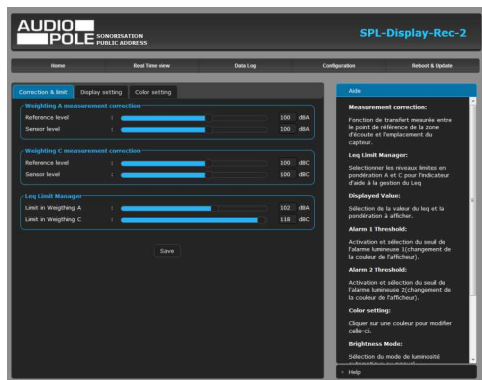 AUDIO
POLE SONORISATION
PUBLIC ADDRESS
SPL-Display-Rec-2
Home Real Time view Data Log Configuration Reboot & Update
Correction & limit Display setting Color setting
Weighting A measurement correction
Reference level : 100 dBA
Sensor level : 100 dBA
Weighting C measurement correction
Reference level : 100 dBC
Sensor level : 100 dBC
Leq Limit Manager
Limit in Weigthing A : 102 dBA
Limit in Weigthing C : 118 dBC
Save
Aide
Measurement correction:
Fonction de transfert mesurée entre
le point de référence de la zone
d'écoute et l'emplacement du
capteur.
Leq Limit Manager:
Selectionner les niveaux limites en
pondération A et C pour l'indicateur
d'aide à la gestion du Leq
Displayed Value:
Sélection de la valeur du leq et la
pondération à afficher.
Alarm 1 Threshold:
Activation et sélection du seuil de
l'alarme lumineuse 1(changement de
la couleur de l'afficheur).
Alarm 2 Threshold:
Activation et sélection du seuil de
l'alarme lumineuse 2(changement de
la couleur de l'afficheur).
Color setting:
Cliquer sur une couleur pour modifier
celle-ci.
Brightness Mode:
Sélection du mode de luminosité
Help